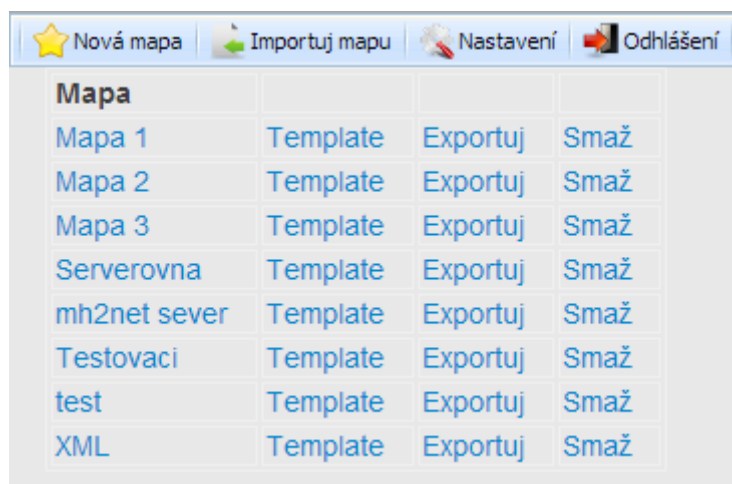 Nová mapa Importuj mapu Nastavení Odhlášení
Mapa
Mapa 1 Template Exportuj Smaž
Mapa 2 Template Exportuj Smaž
Mapa 3 Template Exportuj Smaž
Serverovna Template Exportuj Smaž
mh2net sever Template Exportuj Smaž
Testovaci Template Exportuj Smaž
test Template Exportuj Smaž
XML Template Exportuj Smaž